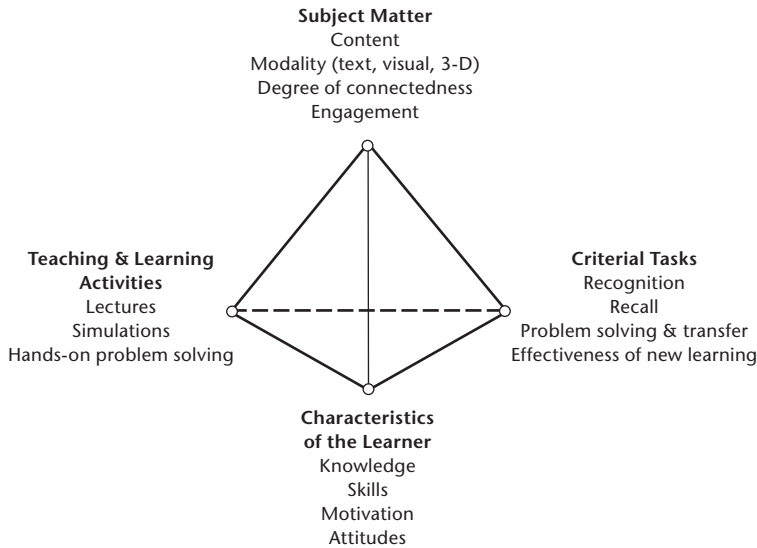 Subject Matter
Content
Modality (text, visual, 3-D)
Degree of connectedness
Engagement
Teaching & Learning
Activities
Lectures
Simulations
Hands-on problem solving
Criterial Tasks
Recognition
Recall
Problem solving & transfer
Effectiveness of new learning
Characteristics
of the Learner
Knowledge
Skills
Motivation
Attitudes